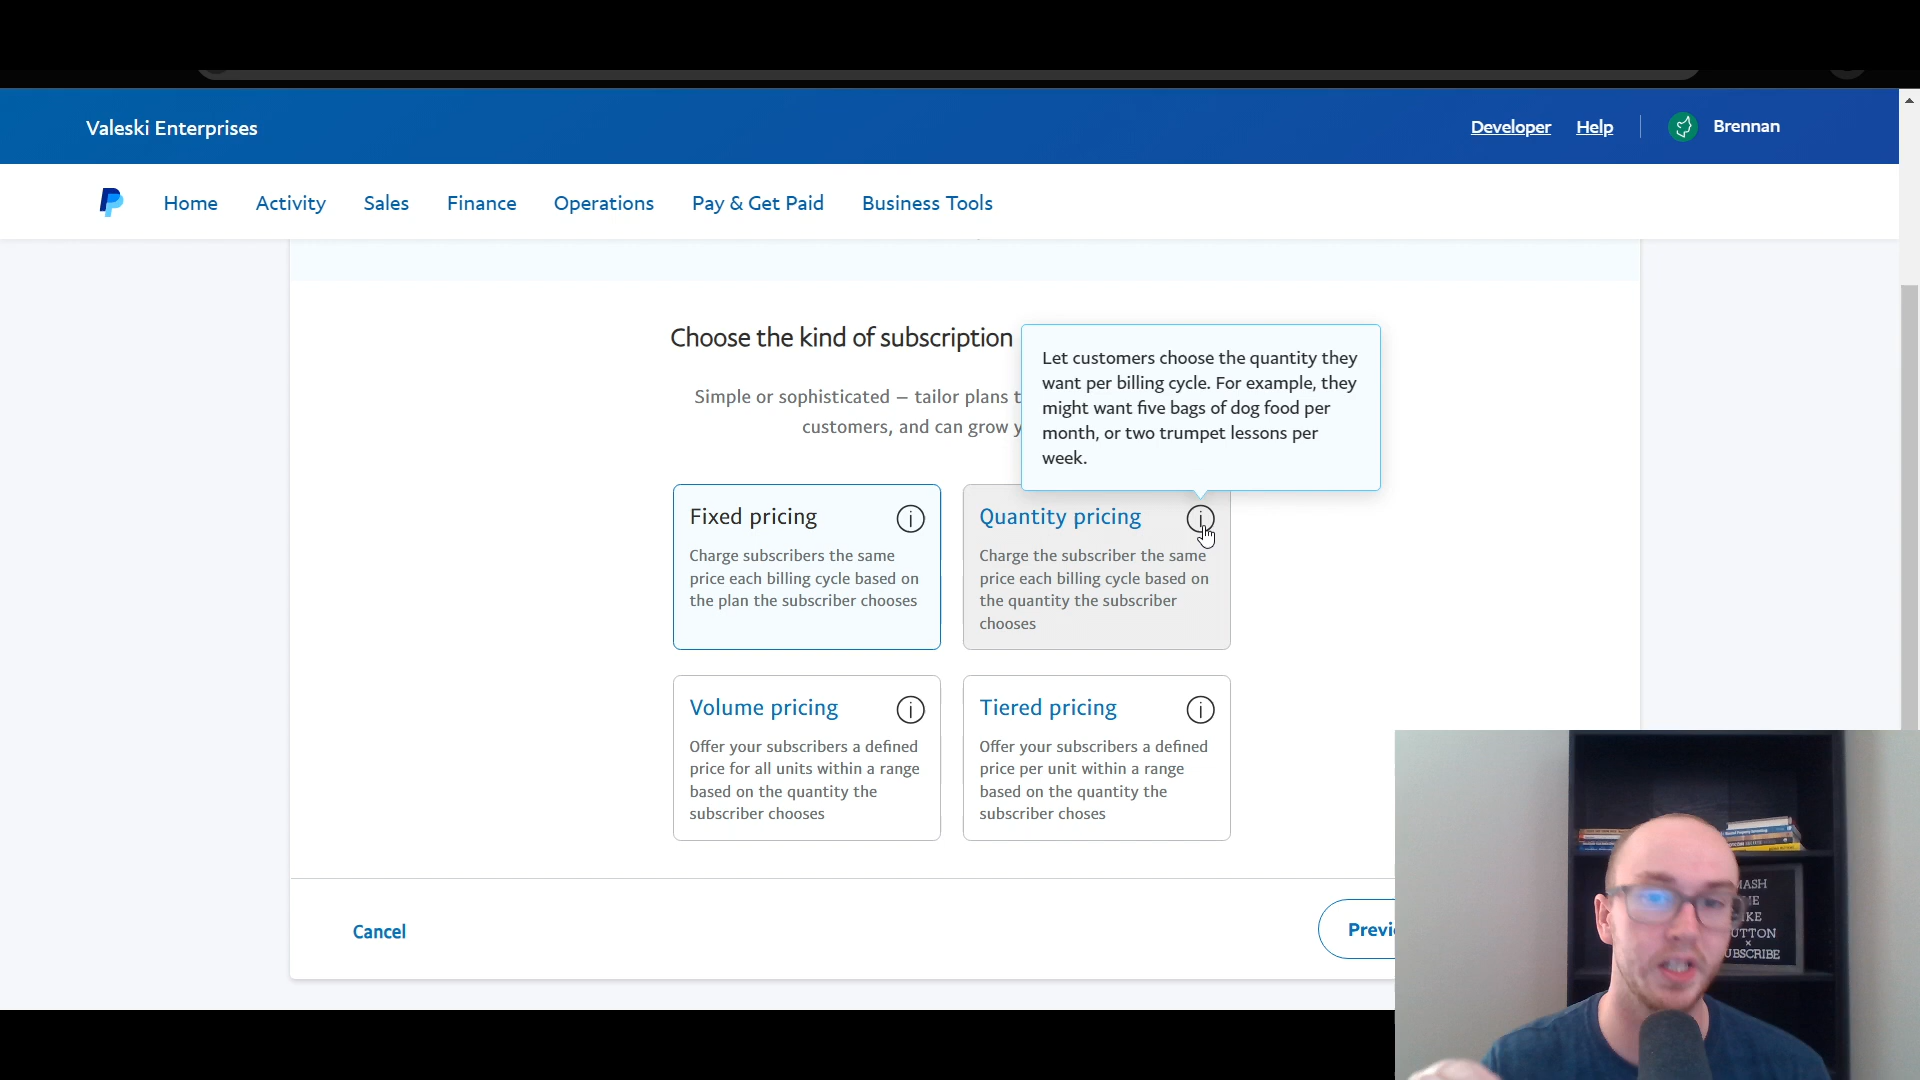 Valeski Enterprises
Developer
Help
Brennan
Home
Activity
Sales
Finance
Operations
Pay & Get Paid
Business Tools
Choose the kind of subscription
Simple or sophisticated – tailor plans
customers, and can grow
Let customers choose the quantity they
want per billing cycle. For example, they
might want five bags of dog food per
month, or two trumpet lessons per
week.
Fixed pricing
Charge subscribers the same
price each billing cycle based on
the plan the subscriber chooses
Quantity pricing
Charge the subscriber the same
price each billing cycle based on
the quantity the subscriber
chooses
Volume pricing
Offer your subscribers a defined
price for all units within a range
based on the quantity the
subscriber chooses
Tiered pricing
Offer your subscribers a defined
price per unit within a range
based on the quantity the
subscriber choses
Cancel
Previ
MASH
ME
IKE
UTTON
×
UBSCRIBE